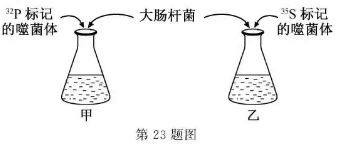 ³²P 标记
的噬菌体
大肠杆菌
³⁵S 标记
的噬菌体
甲
乙
第 23 题图